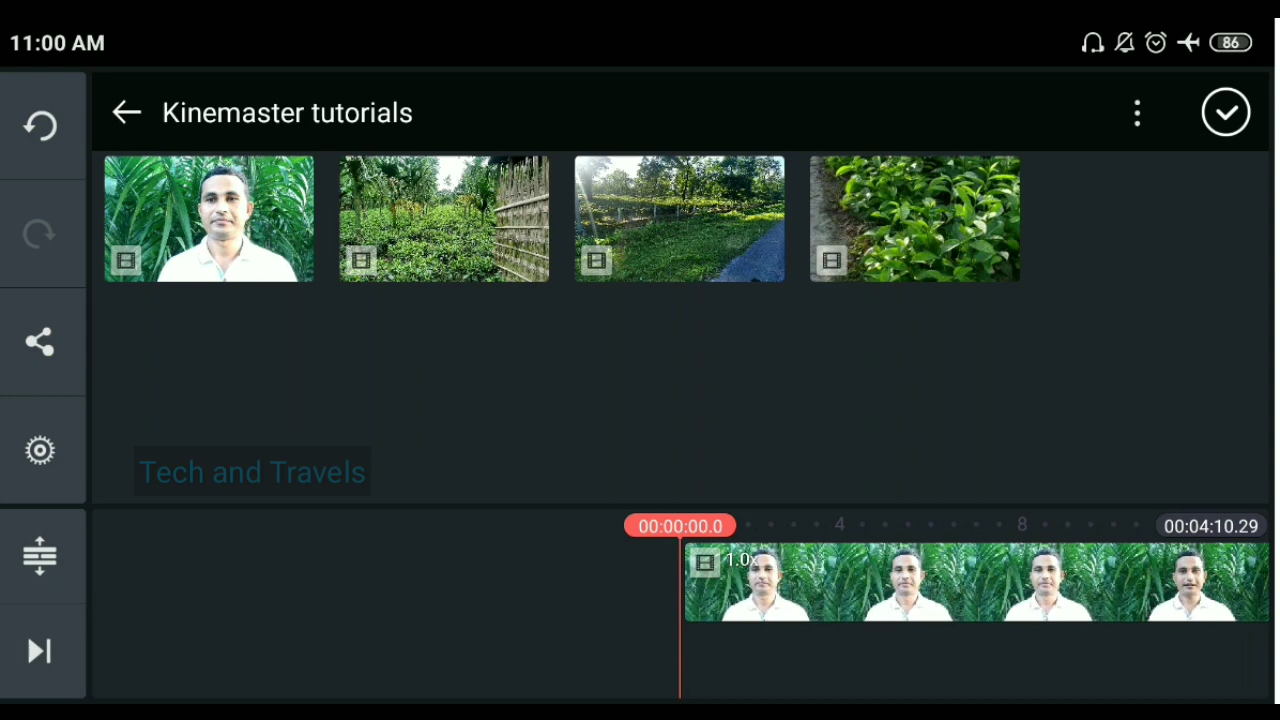 11:00 AM
86
Kinemaster tutorials
Tech and Travels
00:00:00.0
4
8
00:04:10.29
1.0x